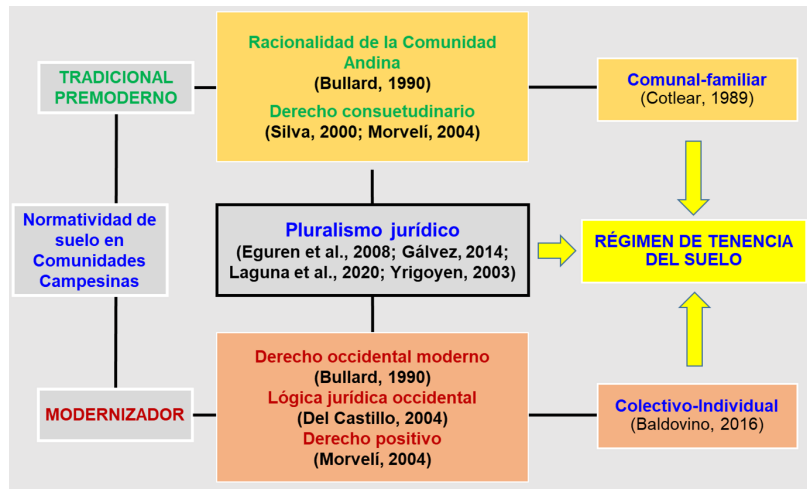 Racionalidad de la Comunidad
Andina
(Bullard, 1990)
Derecho consuetudinario
(Silva, 2000; Morvelí, 2004)
TRADICIONAL
PREMODERNO
Comunal-familiar
(Cotlear, 1989)
Normatividad de
suelo en
Comunidades
Campesinas
Pluralismo jurídico
(Eguren et al., 2008; Gálvez, 2014;
Laguna et al., 2020; Yrigoyen, 2003)
RÉGIMEN DE TENENCIA
DEL SUELO
MODERNIZADOR
Derecho occidental moderno
(Bullard, 1990)
Lógica jurídica occidental
(Del Castillo, 2004)
Derecho positivo
(Morvelí, 2004)
Colectivo-Individual
(Baldovino, 2016)